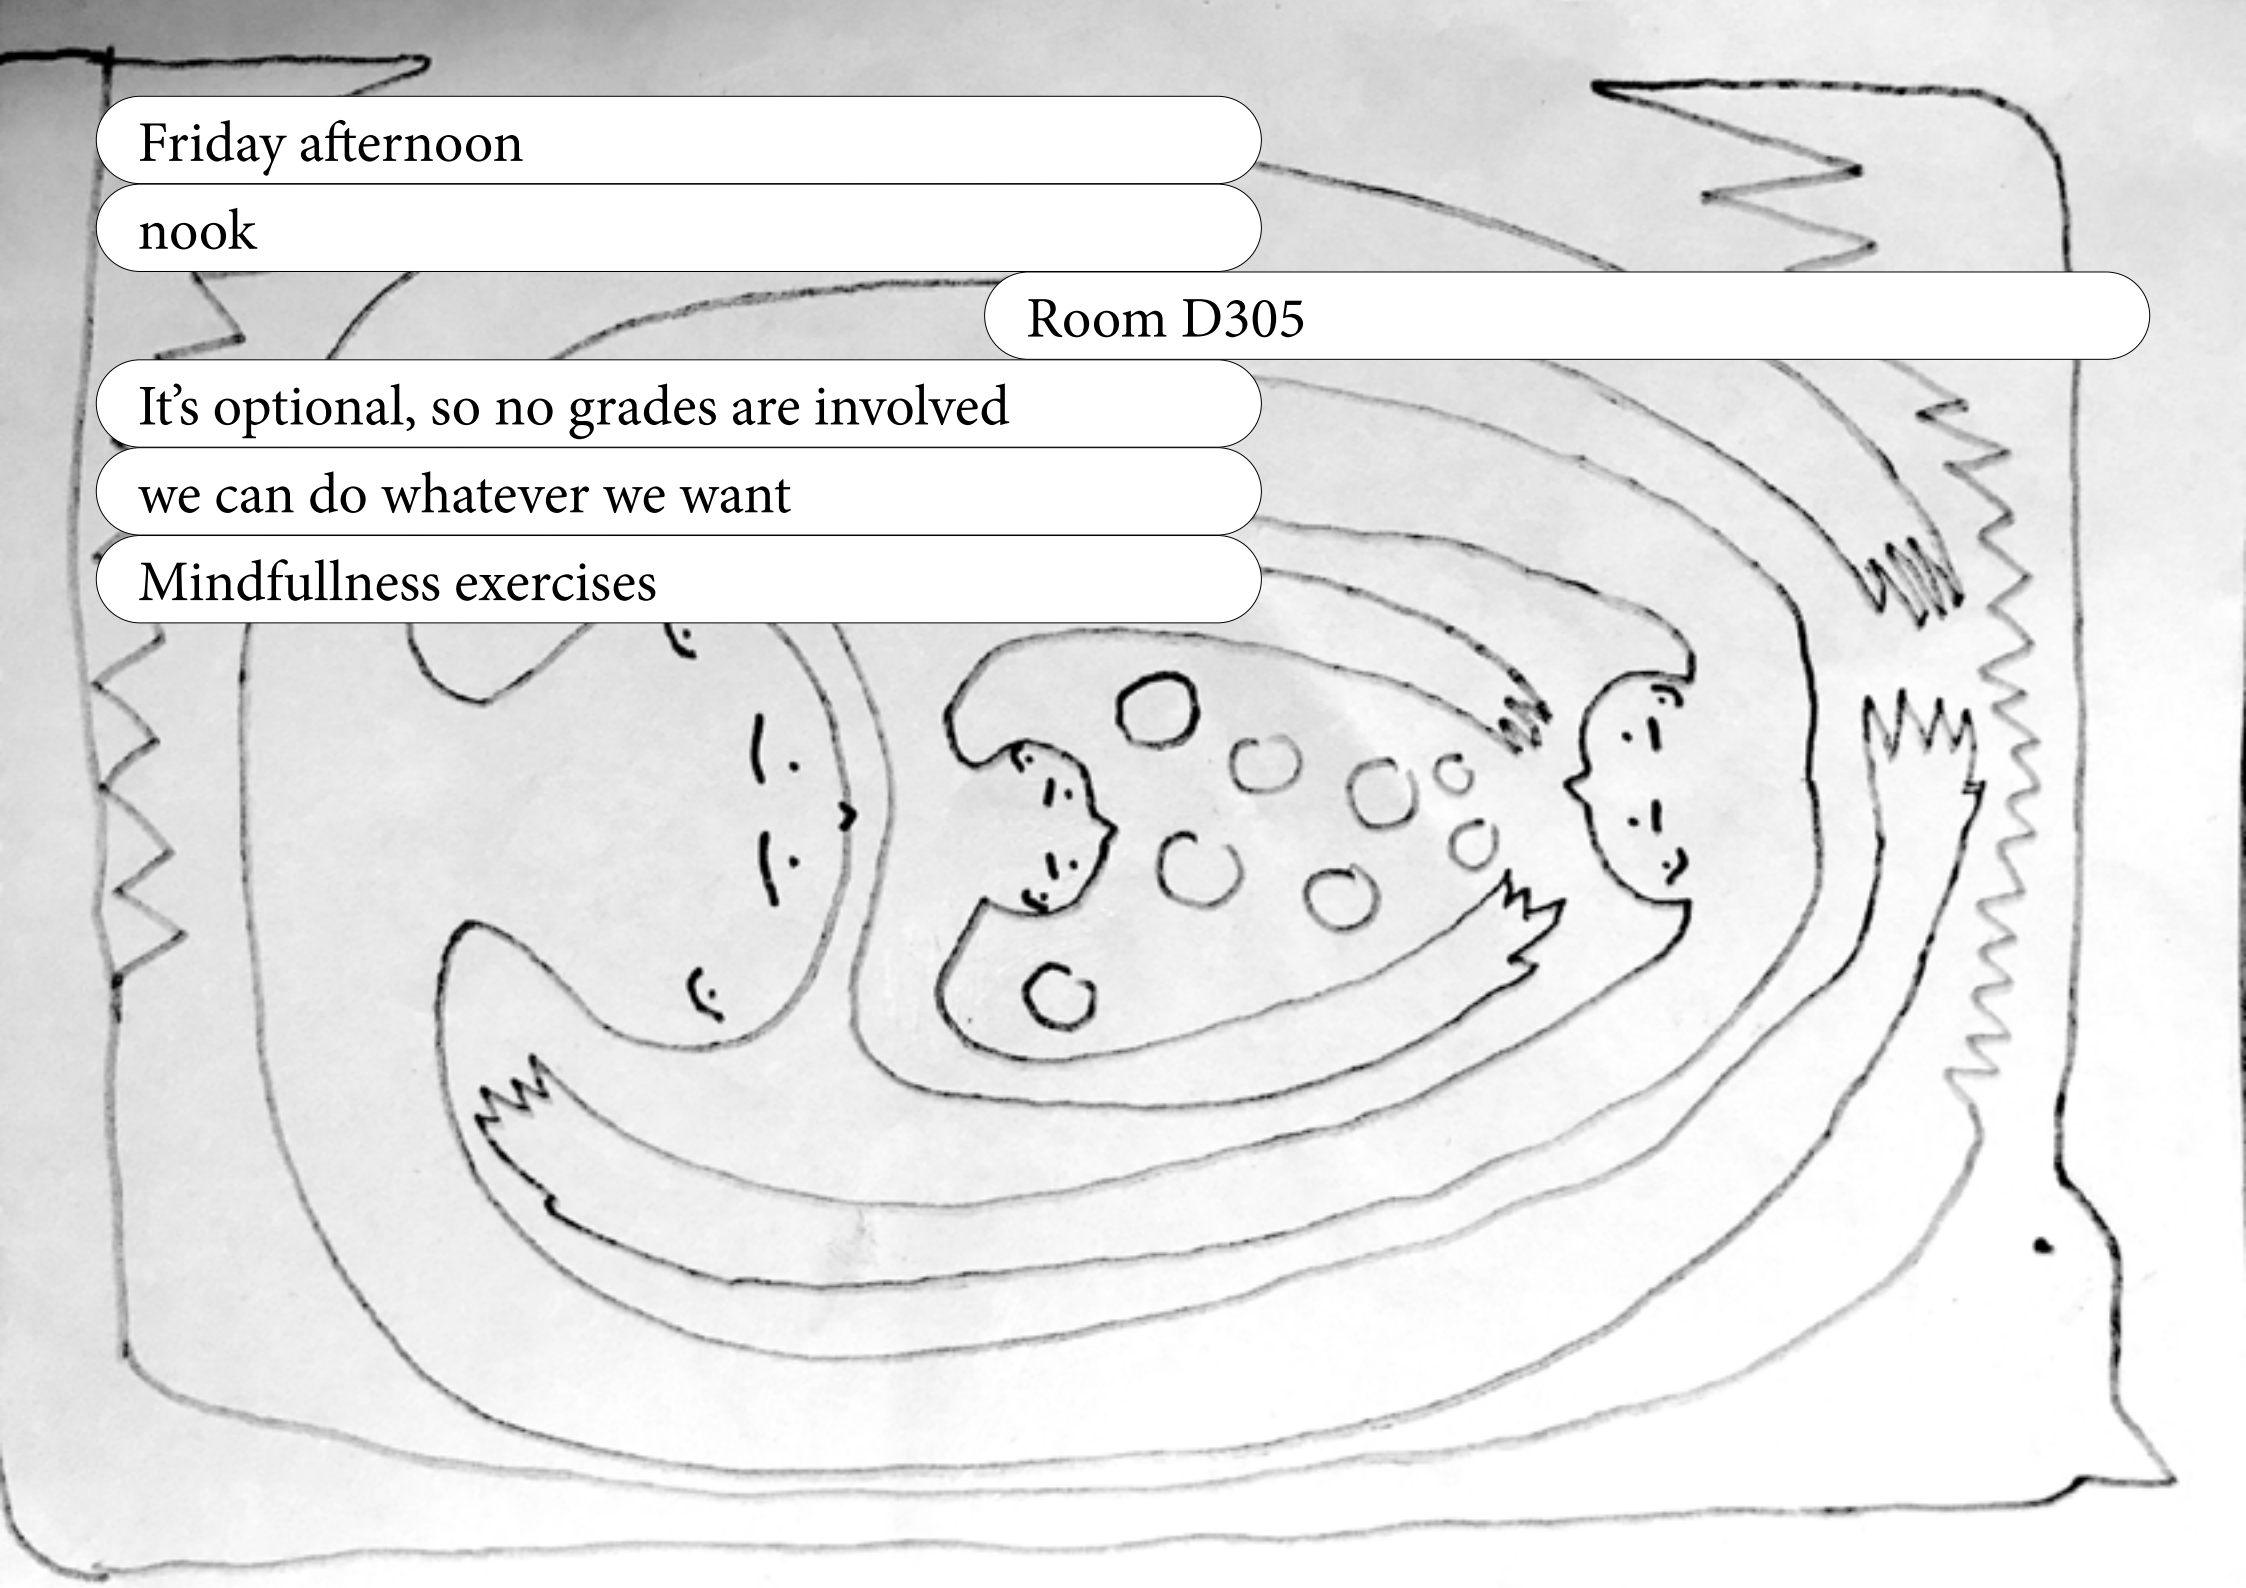 Friday afternoon
nook
Room D305
It’s optional, so no grades are involved
we can do whatever we want
Mindfullness exercises